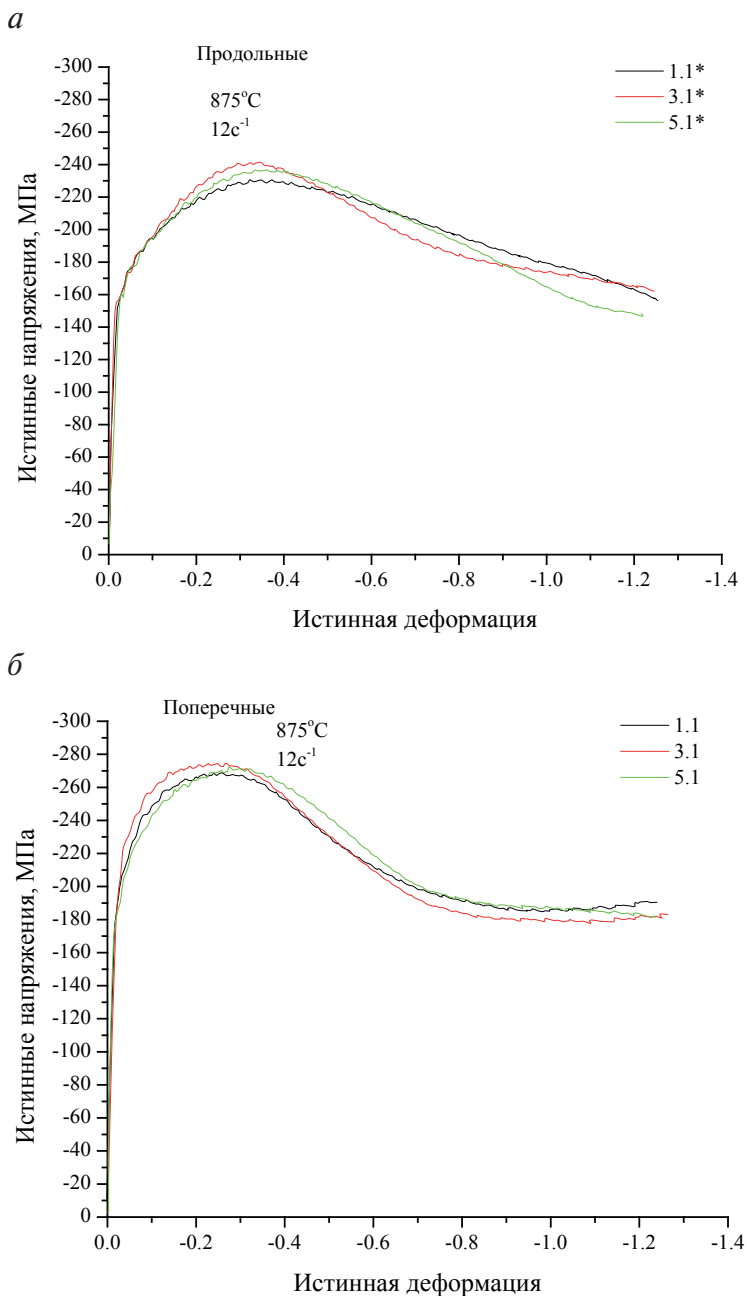 а
Продольные
875°C
12c⁻¹
1.1*
3.1*
5.1*
-300
-280
-260
-240
-220
-200
-180
-160
-140
-120
-100
-80
-60
-40
-20
0
Истинные напряжения, МПа
0.0 -0.2 -0.4 -0.6 -0.8 -1.0 -1.2 -1.4
Истинная деформация
б
Поперечные
875°C
12c⁻¹
1.1
3.1
5.1
-300
-280
-260
-240
-220
-200
-180
-160
-140
-120
-100
-80
-60
-40
-20
0
Истинные напряжения, МПа
0.0 -0.2 -0.4 -0.6 -0.8 -1.0 -1.2 -1.4
Истинная деформация